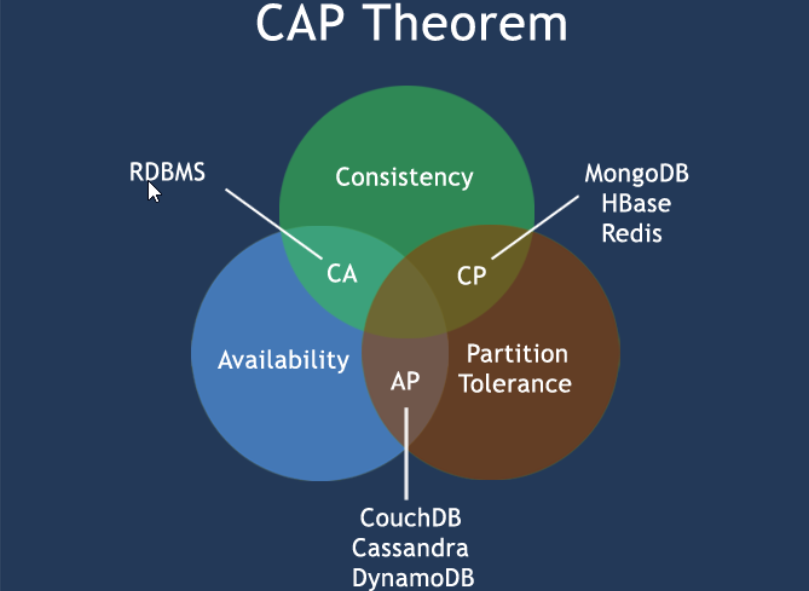 CAP Theorem
RDBMS
Consistency
MongoDB
HBase
Redis
CA
CP
Availability
Partition
Tolerance
AP
CouchDB
Cassandra
DynamoDB